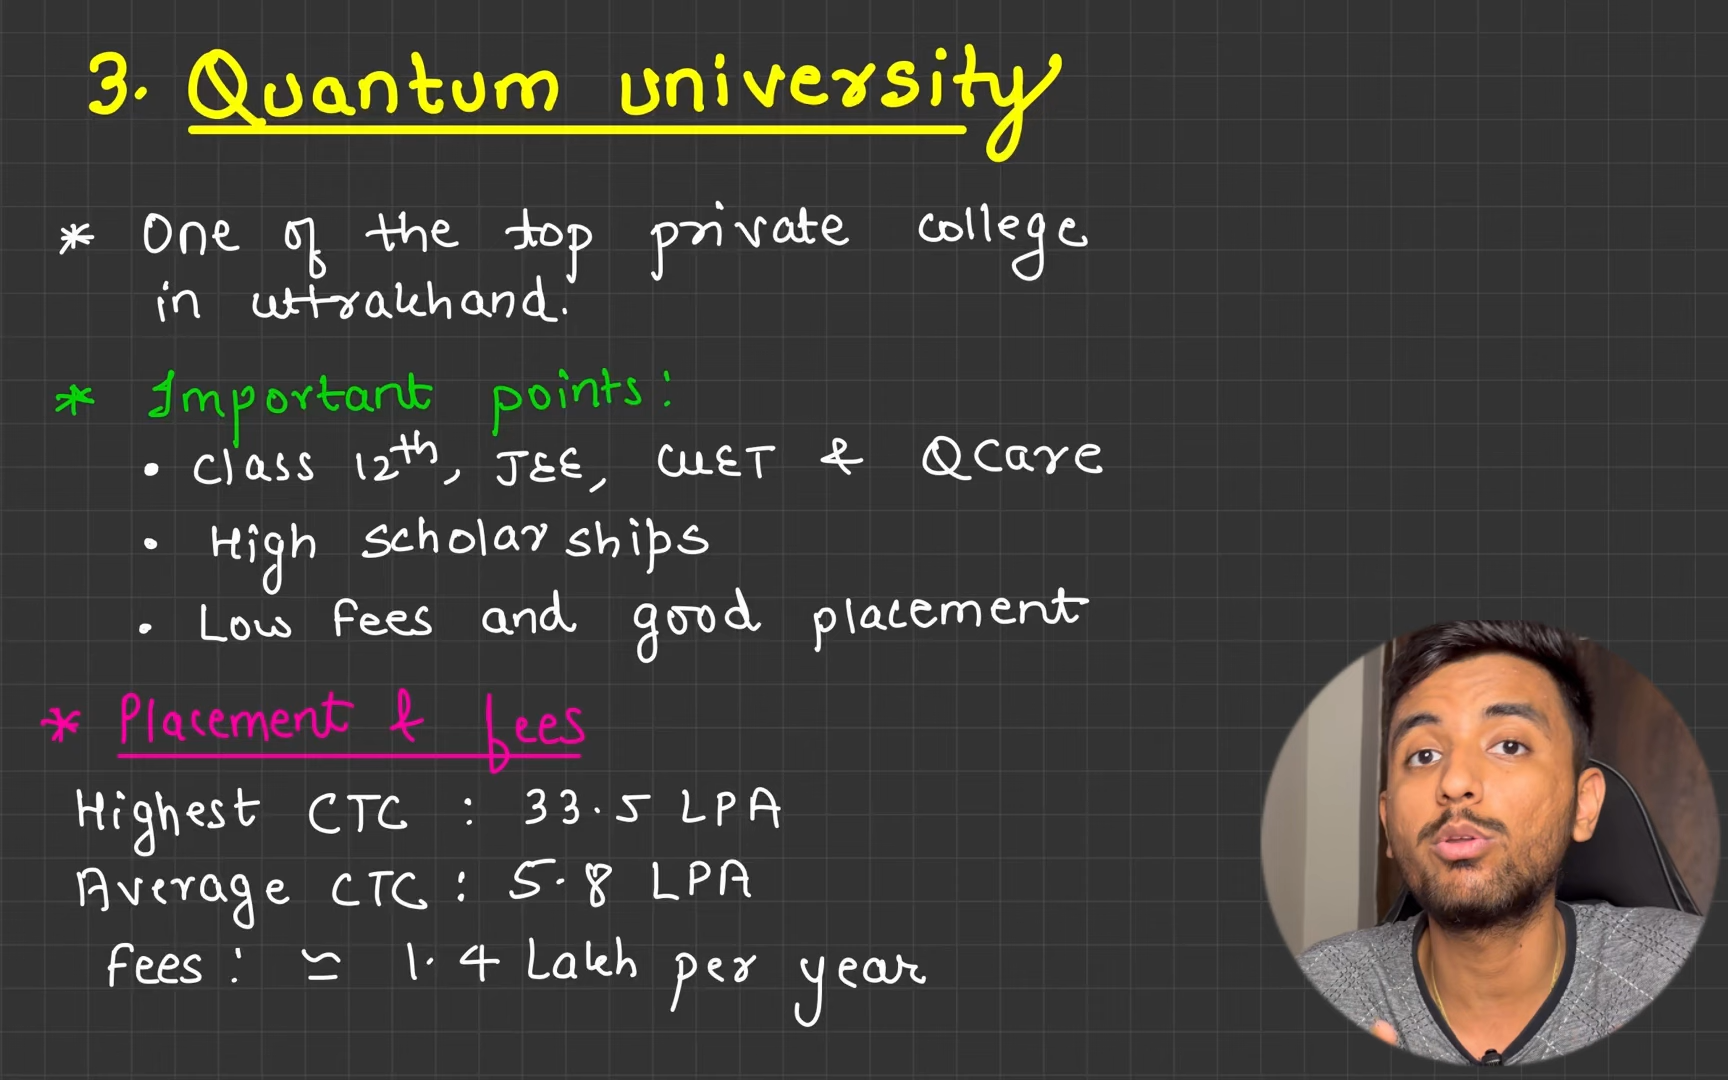 3. Quantum university
* One of the top private college
in uttrakhand.
* Important points:
• Class 12th, JEE, CUET & QCare
• High scholarships
• Low fees and good placement
* Placement & fees
Highest CTC : 33.5 LPA
Average CTC : 5.8 LPA
fees : ≃ 1.4 Lakh per year